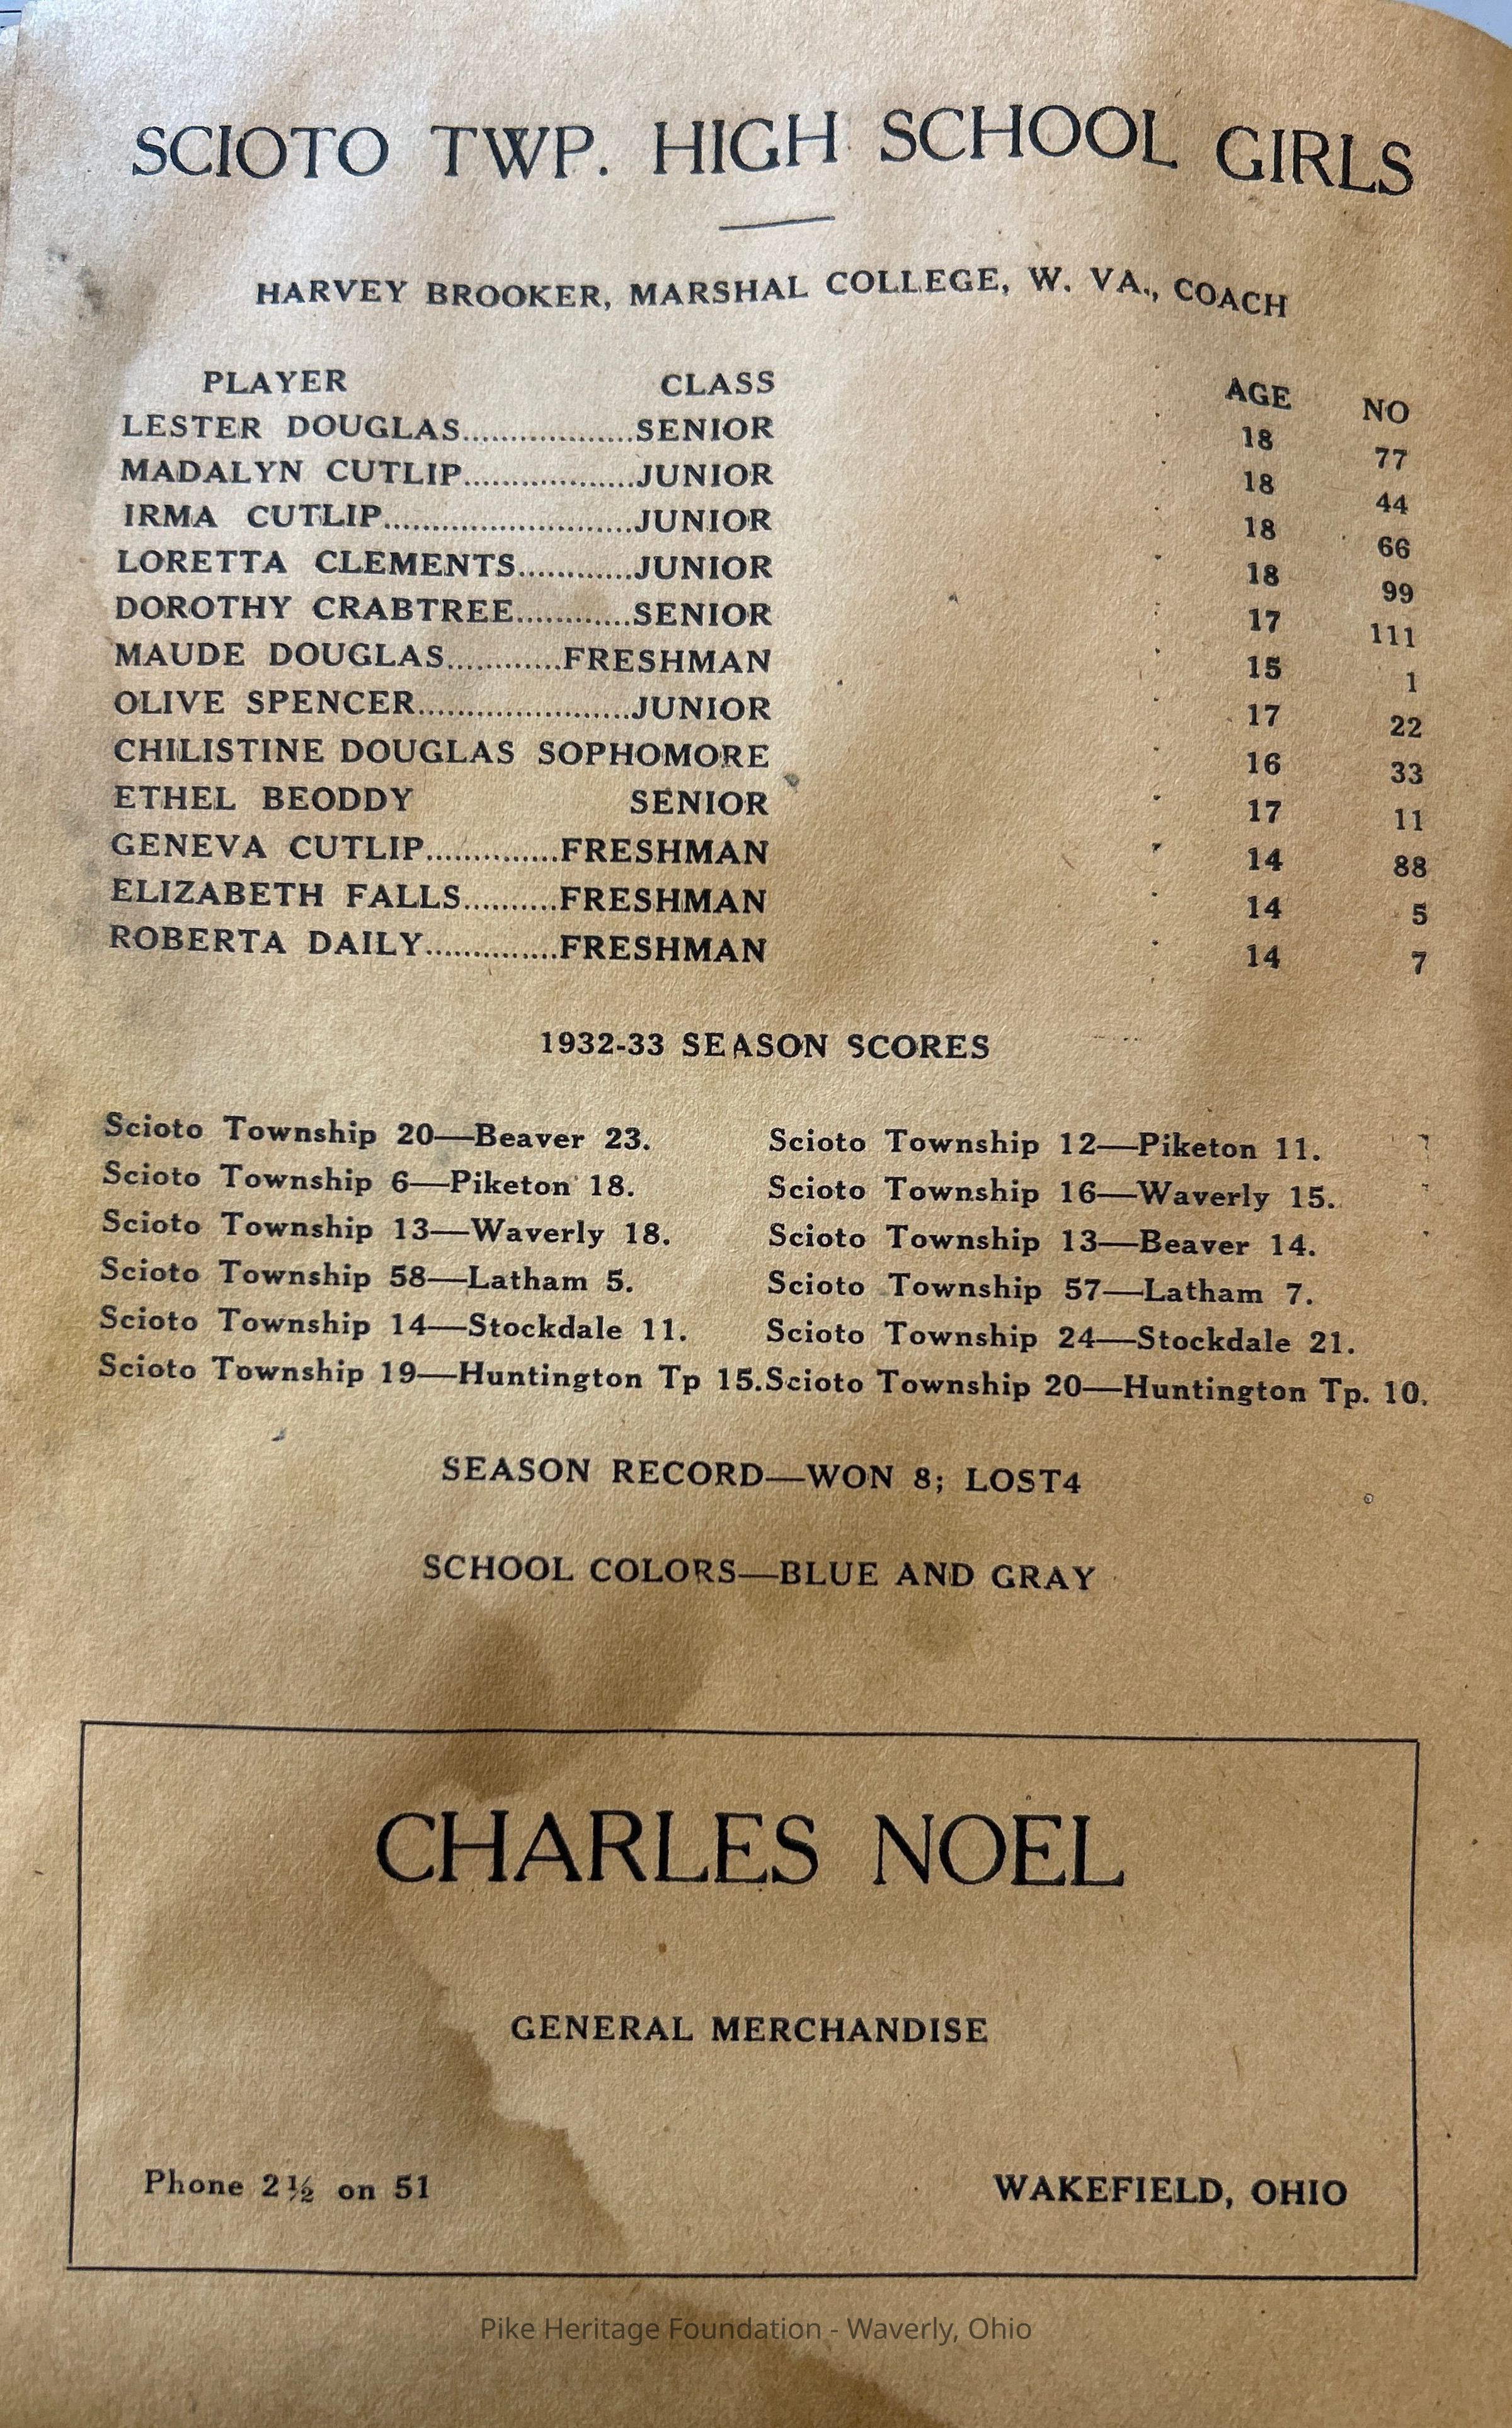 SCIOTO TWP. HIGH SCHOOL GIRLS
HARVEY BROOKER, MARSHAL COLLEGE, W. VA., COACH
PLAYER CLASS AGE NO
LESTER DOUGLAS..................SENIOR 18 77
MADALYN CUTLIP..................JUNIOR 18 44
IRMA CUTLIP..........................JUNIOR 18 66
LORETTA CLEMENTS............JUNIOR 18 99
DOROTHY CRABTREE............SENIOR 17 111
MAUDE DOUGLAS............FRESHMAN 15 1
OLIVE SPENCER......................JUNIOR 17 22
CHILISTINE DOUGLAS SOPHOMORE 16 33
ETHEL BEODDY SENIOR 17 11
GENEVA CUTLIP..............FRESHMAN 14 88
ELIZABETH FALLS..........FRESHMAN 14 5
ROBERTA DAILY..............FRESHMAN 14 7
1932-33 SEASON SCORES
Scioto Township 20—Beaver 23. Scioto Township 12—Piketon 11.
Scioto Township 6—Piketon 18. Scioto Township 16—Waverly 15.
Scioto Township 13—Waverly 18. Scioto Township 13—Beaver 14.
Scioto Township 58—Latham 5. Scioto Township 57—Latham 7.
Scioto Township 14—Stockdale 11. Scioto Township 24—Stockdale 21.
Scioto Township 19—Huntington Tp 15.Scioto Township 20—Huntington Tp. 10.
SEASON RECORD—WON 8; LOST4
SCHOOL COLORS—BLUE AND GRAY
CHARLES NOEL
GENERAL MERCHANDISE
Phone 2½ on 51 WAKEFIELD, OHIO
Pike Heritage Foundation - Waverly, Ohio